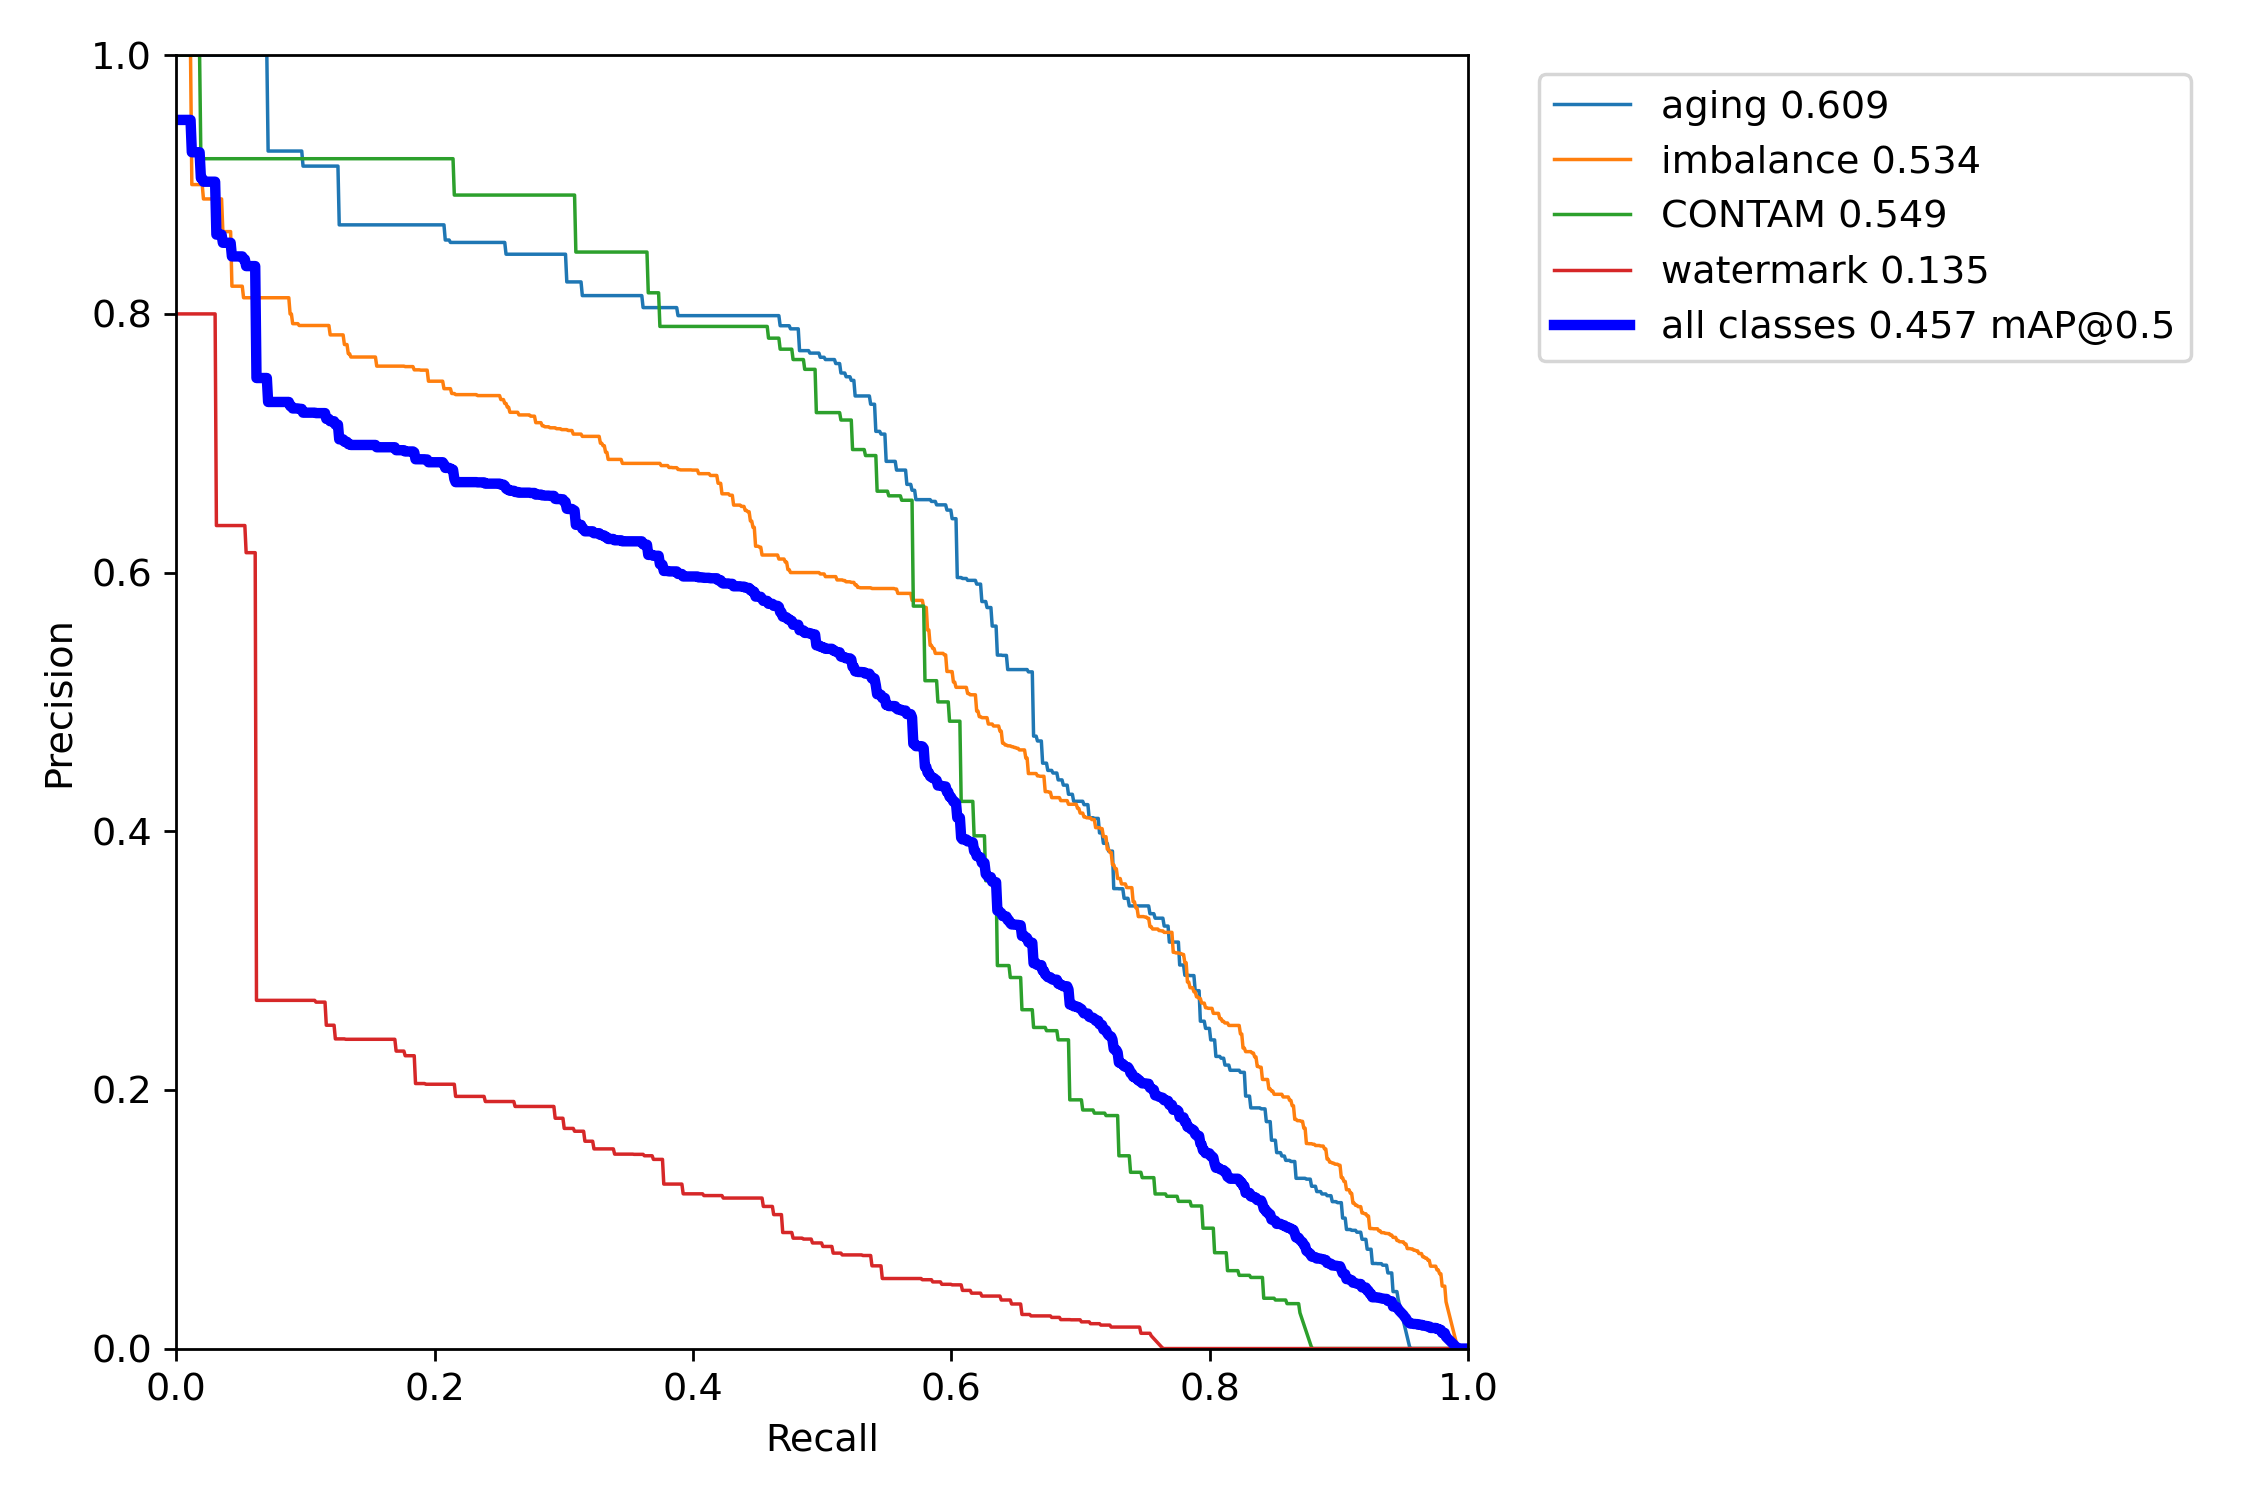 1.0
0.8
0.6
0.4
0.2
0.0
Precision
0.0 0.2 0.4 0.6 0.8 1.0
Recall
aging 0.609
imbalance 0.534
CONTAM 0.549
watermark 0.135
all classes 0.457 mAP@0.5